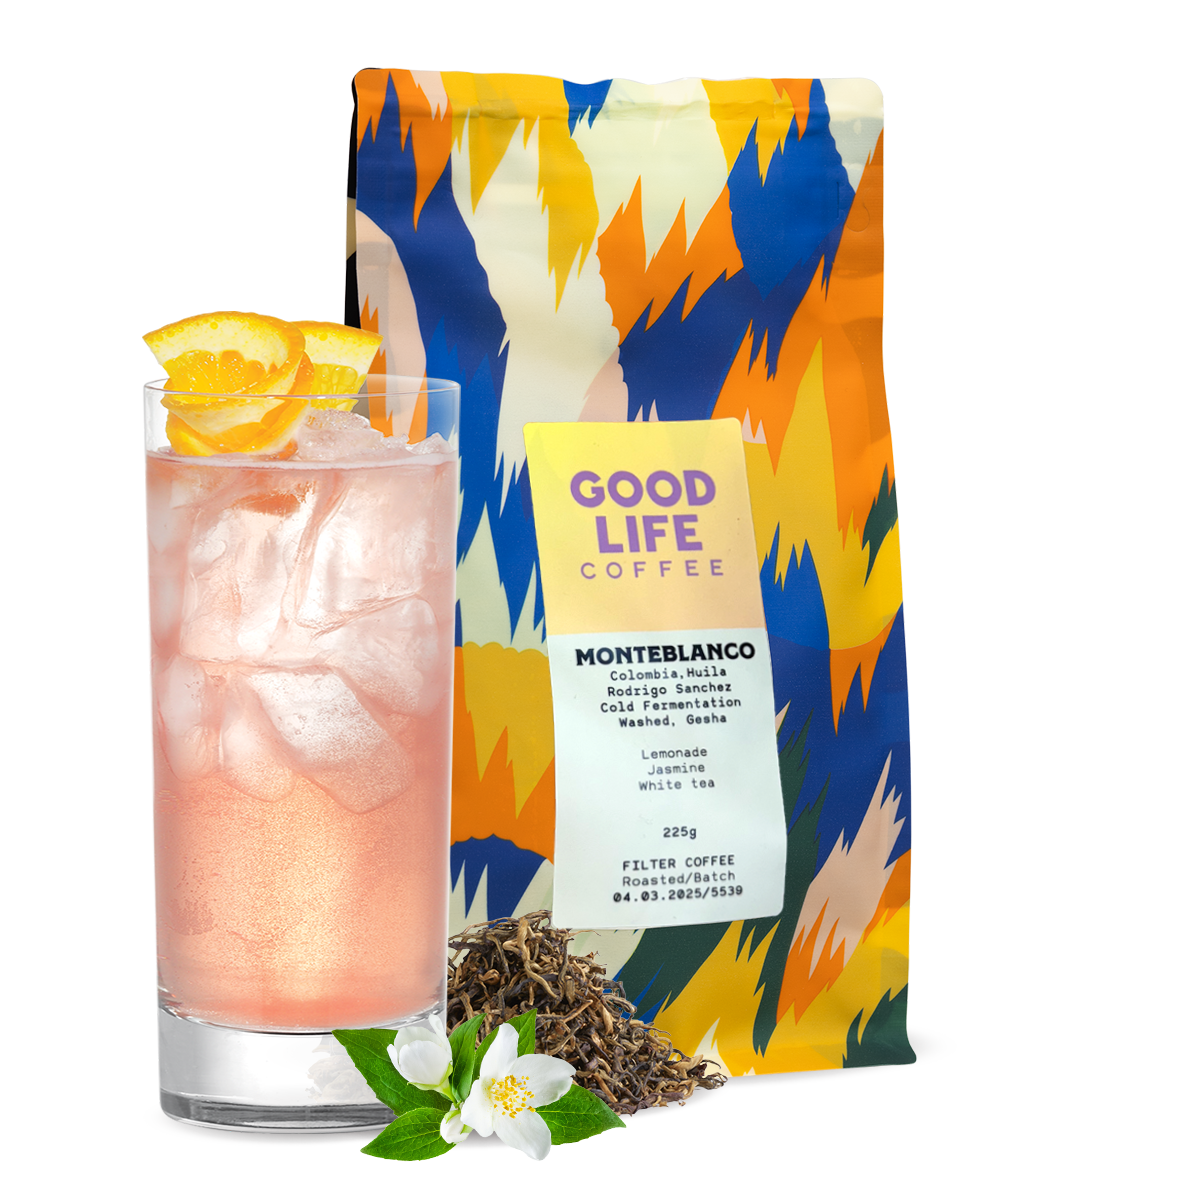 GOOD
LIFE
COFFEE
MONTEBLANCO
Colombia, Huila
Rodrigo Sanchez
Cold Fermentation
Washed, Gesha
Lemonade
Jasmine
White tea
225g
FILTER COFFEE
Roasted/Batch
04.03.2025/5539